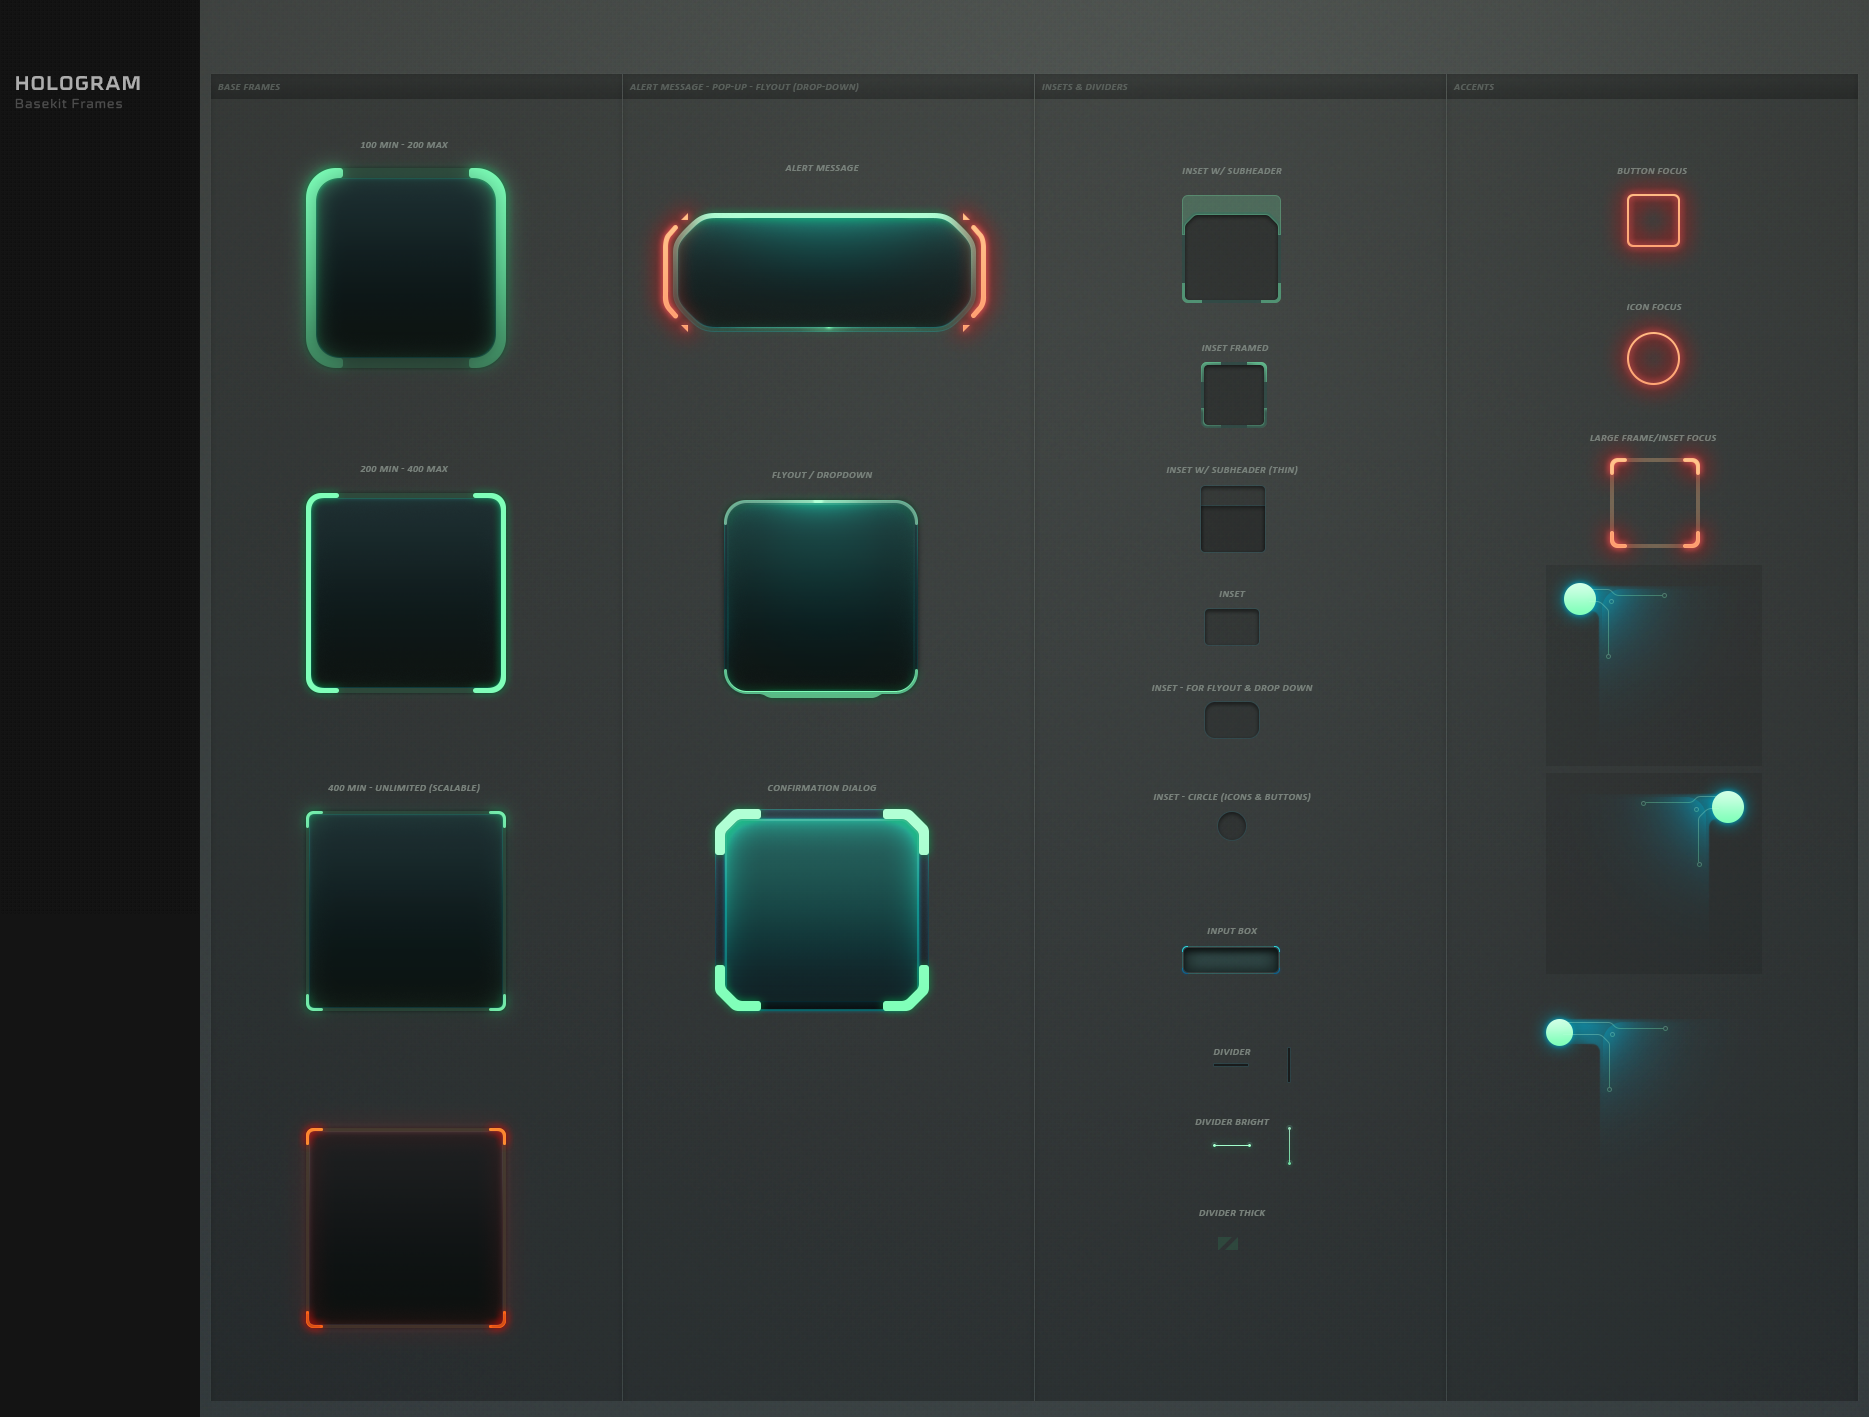 HOLOGRAM
Basekit Frames
BASE FRAMES
100 MIN - 200 MAX
200 MIN - 400 MAX
400 MIN - UNLIMITED (SCALABLE)
ALERT MESSAGE - POP-UP - FLYOUT (DROP-DOWN)
ALERT MESSAGE
FLYOUT / DROPDOWN
CONFIRMATION DIALOG
INSETS & DIVIDERS
INSET W/ SUBHEADER
INSET FRAMED
INSET W/ SUBHEADER (THIN)
INSET
INSET - FOR FLYOUT & DROP DOWN
INSET - CIRCLE (ICONS & BUTTONS)
INPUT BOX
DIVIDER
DIVIDER BRIGHT
DIVIDER THICK
ACCENTS
BUTTON FOCUS
ICON FOCUS
LARGE FRAME/INSET FOCUS